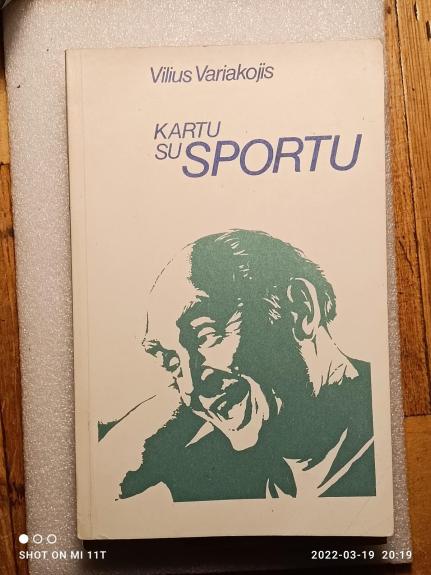 Vilius Variakojis
KARTU
SU SPORTU
SHOT ON MI 11T
2022-03-19 20:19